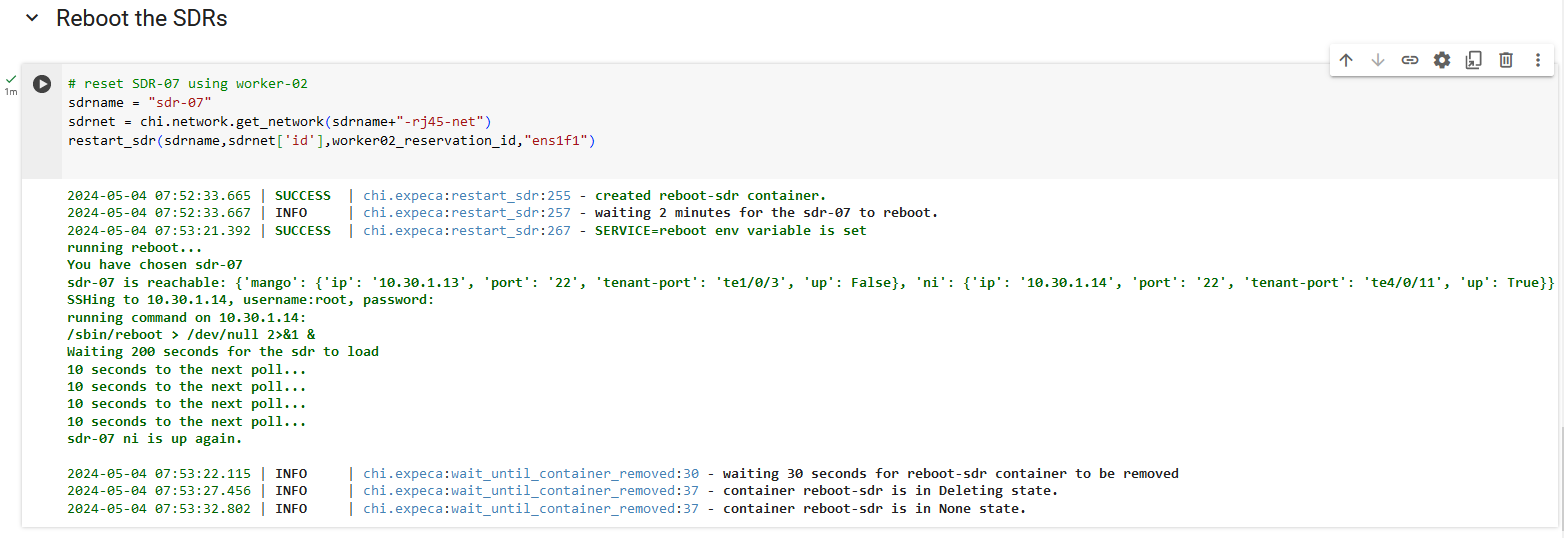 Reboot the SDRs
1m
# reset SDR-07 using worker-02
sdrname = "sdr-07"
sdrnet = chi.network.get_network(sdrname+"-rj45-net")
restart_sdr(sdrname,sdrnet['id'],worker02_reservation_id,"ens1f1")
2024-05-04 07:52:33.665 | SUCCESS  | chi.expeca:restart_sdr:255 - created reboot-sdr container.
2024-05-04 07:52:33.667 | INFO     | chi.expeca:restart_sdr:257 - waiting 2 minutes for the sdr-07 to reboot.
2024-05-04 07:53:21.392 | SUCCESS  | chi.expeca:restart_sdr:267 - SERVICE=reboot env variable is set
running reboot...
You have chosen sdr-07
sdr-07 is reachable: {'mango': {'ip': '10.30.1.13', 'port': '22', 'tenant-port': 'te1/0/3', 'up': False}, 'ni': {'ip': '10.30.1.14', 'port': '22', 'tenant-port': 'te4/0/11', 'up': True}}
SSHing to 10.30.1.14, username:root, password:
running command on 10.30.1.14:
/sbin/reboot > /dev/null 2>&1 &
Waiting 200 seconds for the sdr to load
10 seconds to the next poll...
10 seconds to the next poll...
10 seconds to the next poll...
10 seconds to the next poll...
sdr-07 ni is up again.
2024-05-04 07:53:22.115 | INFO     | chi.expeca:wait_until_container_removed:30 - waiting 30 seconds for reboot-sdr container to be removed
2024-05-04 07:53:27.456 | INFO     | chi.expeca:wait_until_container_removed:37 - container reboot-sdr is in Deleting state.
2024-05-04 07:53:32.802 | INFO     | chi.expeca:wait_until_container_removed:37 - container reboot-sdr is in None state.